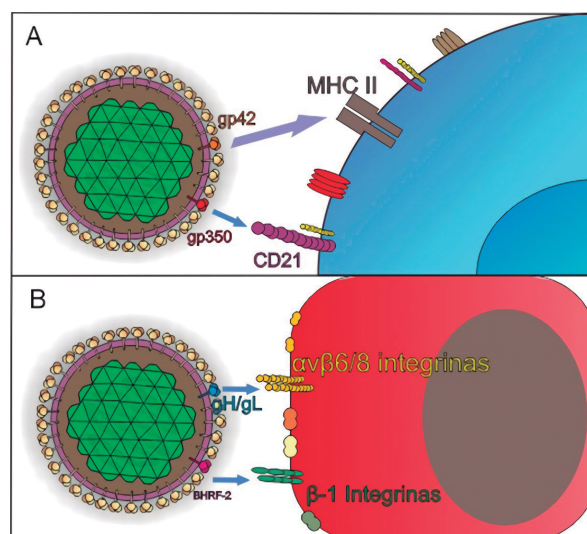 A
MHC II
gp42
gp350
CD21
B
αvβ6/8 integrinas
gH/gL
BHRF-2
β-1 Integrinas